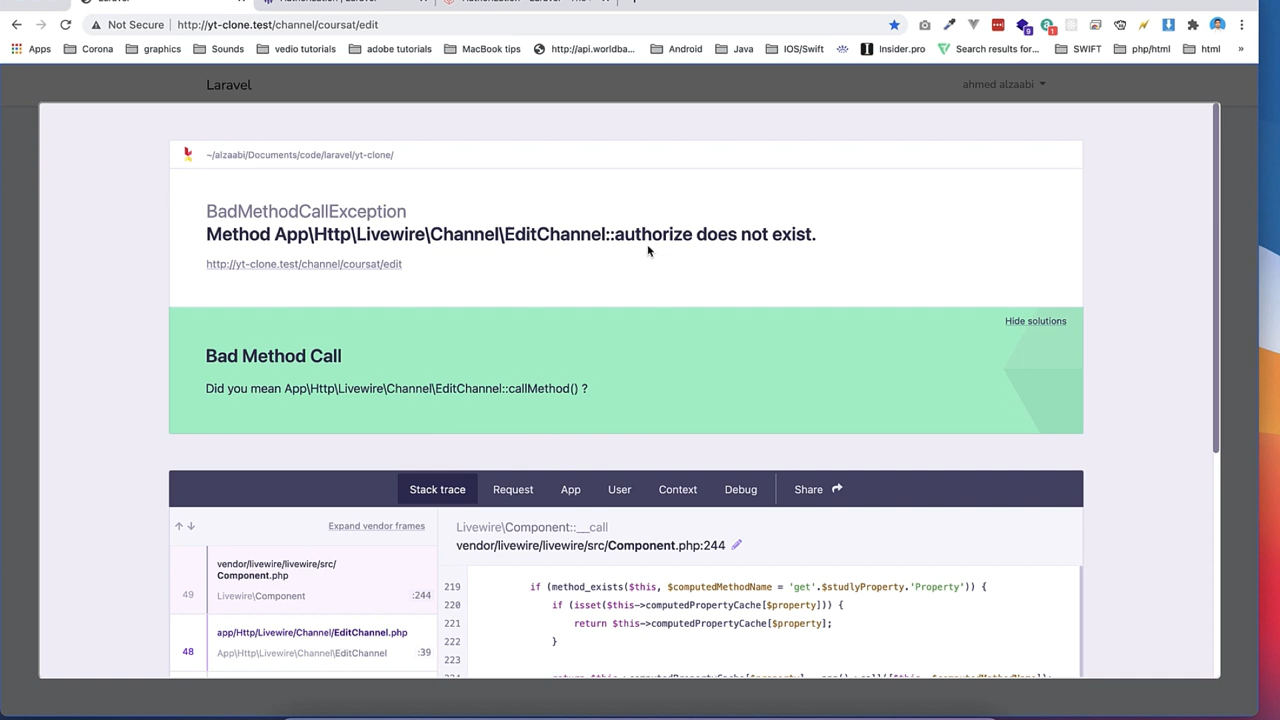 Not Secure http://yt-clone.test/channel/coursat/edit
9 1
Apps Corona graphics Sounds vedio tutorials adobe tutorials MacBook tips http://api.worldba... Android Java IOS/Swift Insider.pro Search results for... SWIFT php/html html »
Laravel ahmed alzaabi
~/alzaabi/Documents/code/laravel/yt-clone/
BadMethodCallException
Method App\Http\Livewire\Channel\EditChannel::authorize does not exist.
http://yt-clone.test/channel/coursat/edit
Hide solutions
Bad Method Call
Did you mean App\Http\Livewire\Channel\EditChannel::callMethod() ?
Stack trace Request App User Context Debug Share
Expand vendor frames
Livewire\Component::__call
vendor/livewire/livewire/src/Component.php:244
vendor/livewire/livewire/src/
Component.php
49 Livewire\Component :244
app/Http/Livewire/Channel/EditChannel.php
48 App\Http\Livewire\Channel\EditChannel :39
219 if (method_exists($this, $computedMethodName = 'get'.$studlyProperty.'Property')) {
220 if (isset($this->computedPropertyCache[$property])) {
221 return $this->computedPropertyCache[$property];
222 }
223